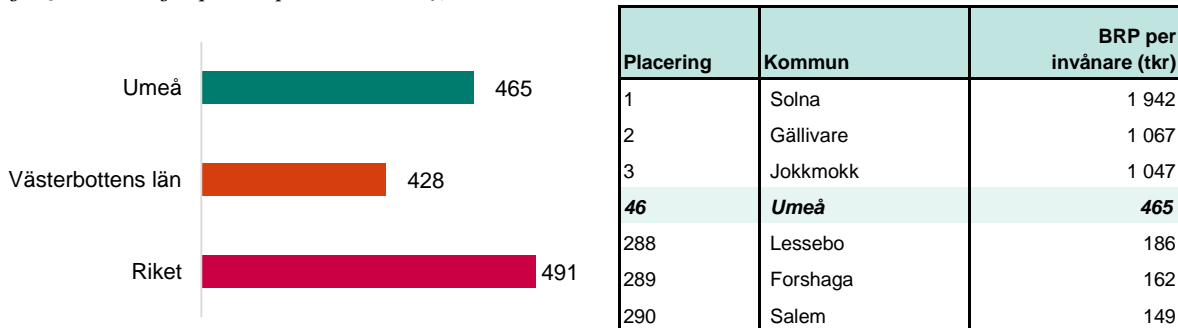 Umeå
465
Västerbottens län
428
Riket
491
Placering Kommun BRP per invånare (tkr)
1 Solna 1 942
2 Gällivare 1 067
3 Jokkmokk 1 047
46 Umeå 465
288 Lessebo 186
289 Forshaga 162
290 Salem 149